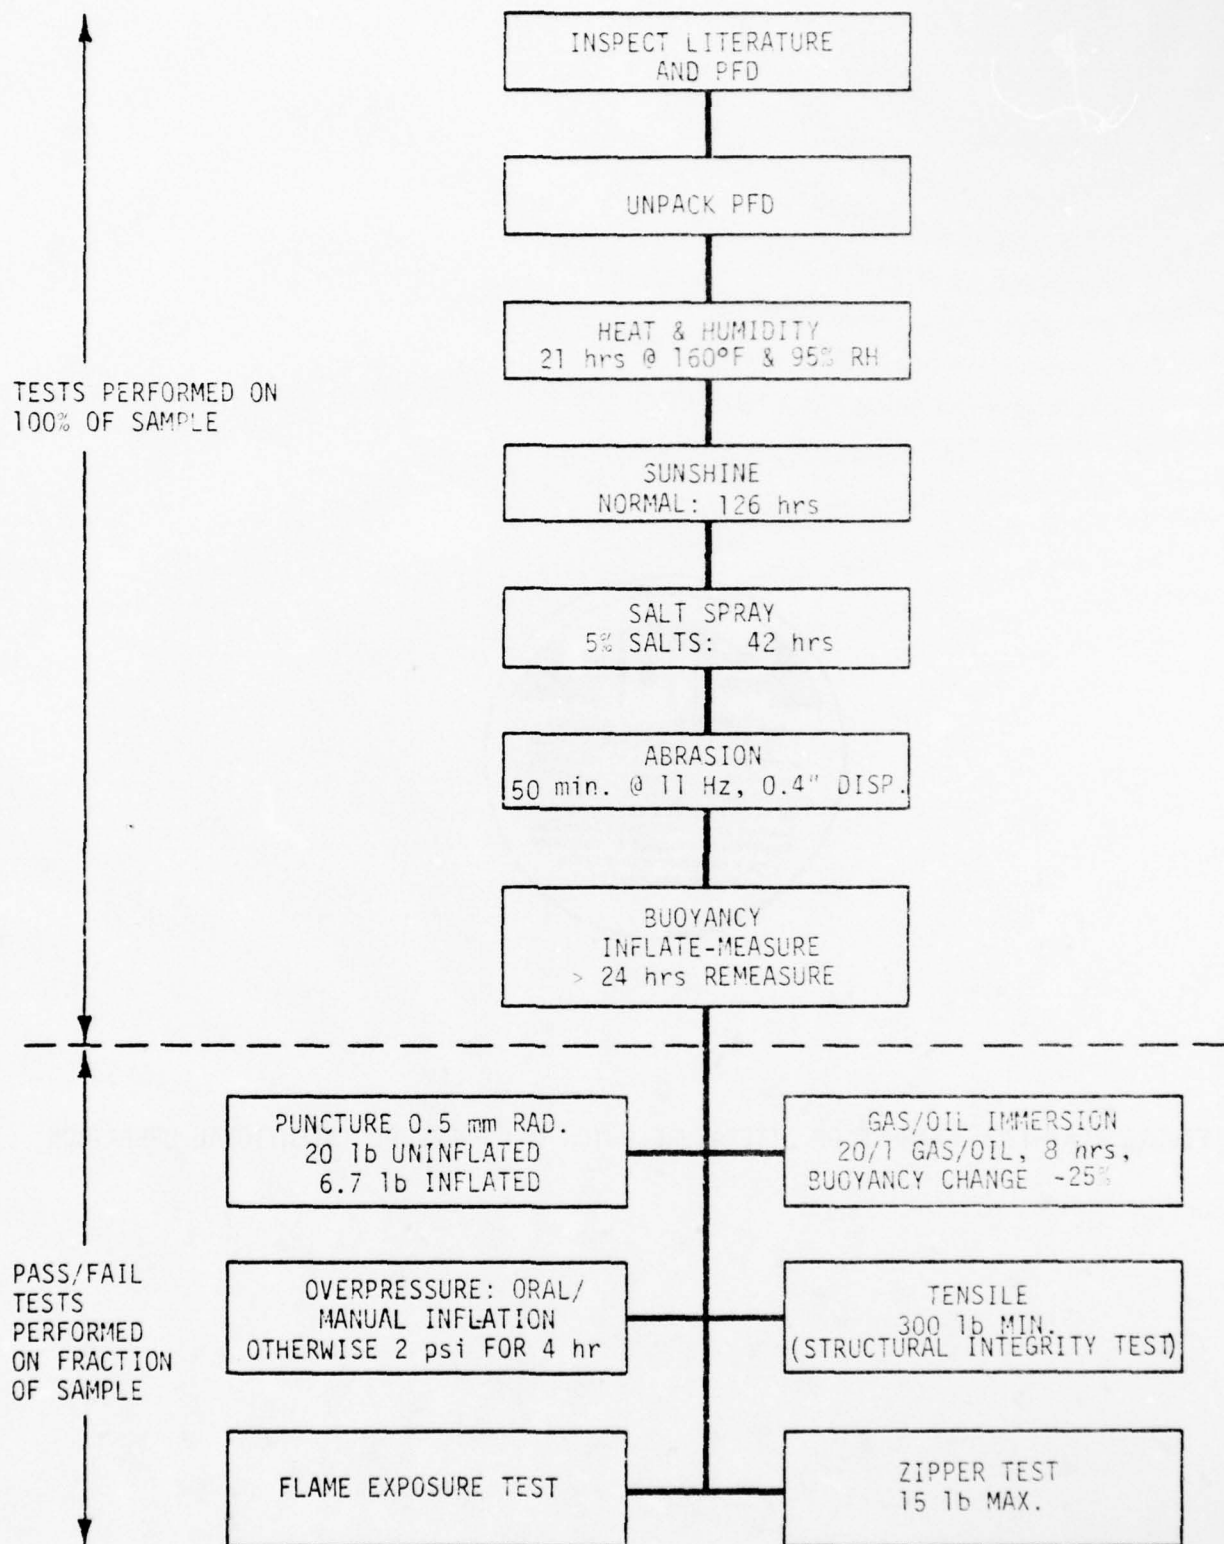 INSPECT LITERATURE
AND PFD
UNPACK PFD
HEAT & HUMIDITY
21 hrs @ 160°F & 95% RH
TESTS PERFORMED ON
100% OF SAMPLE
SUNSHINE
NORMAL: 126 hrs
SALT SPRAY
5% SALTS: 42 hrs
ABRASION
50 min. @ 11 Hz, 0.4" DISP.
BUOYANCY
INFLATE-MEASURE
> 24 hrs REMEASURE
PUNCTURE 0.5 mm RAD.
20 lb UNINFLATED
6.7 lb INFLATED
GAS/OIL IMMERSION
20/1 GAS/OIL, 8 hrs,
BUOYANCY CHANGE -25%
PASS/FAIL
TESTS
PERFORMED
ON FRACTION
OF SAMPLE
OVERPRESSURE: ORAL/
MANUAL INFLATION
OTHERWISE 2 psi FOR 4 hr
TENSILE
300 lb MIN.
(STRUCTURAL INTEGRITY TEST)
FLAME EXPOSURE TEST
ZIPPER TEST
15 lb MAX.